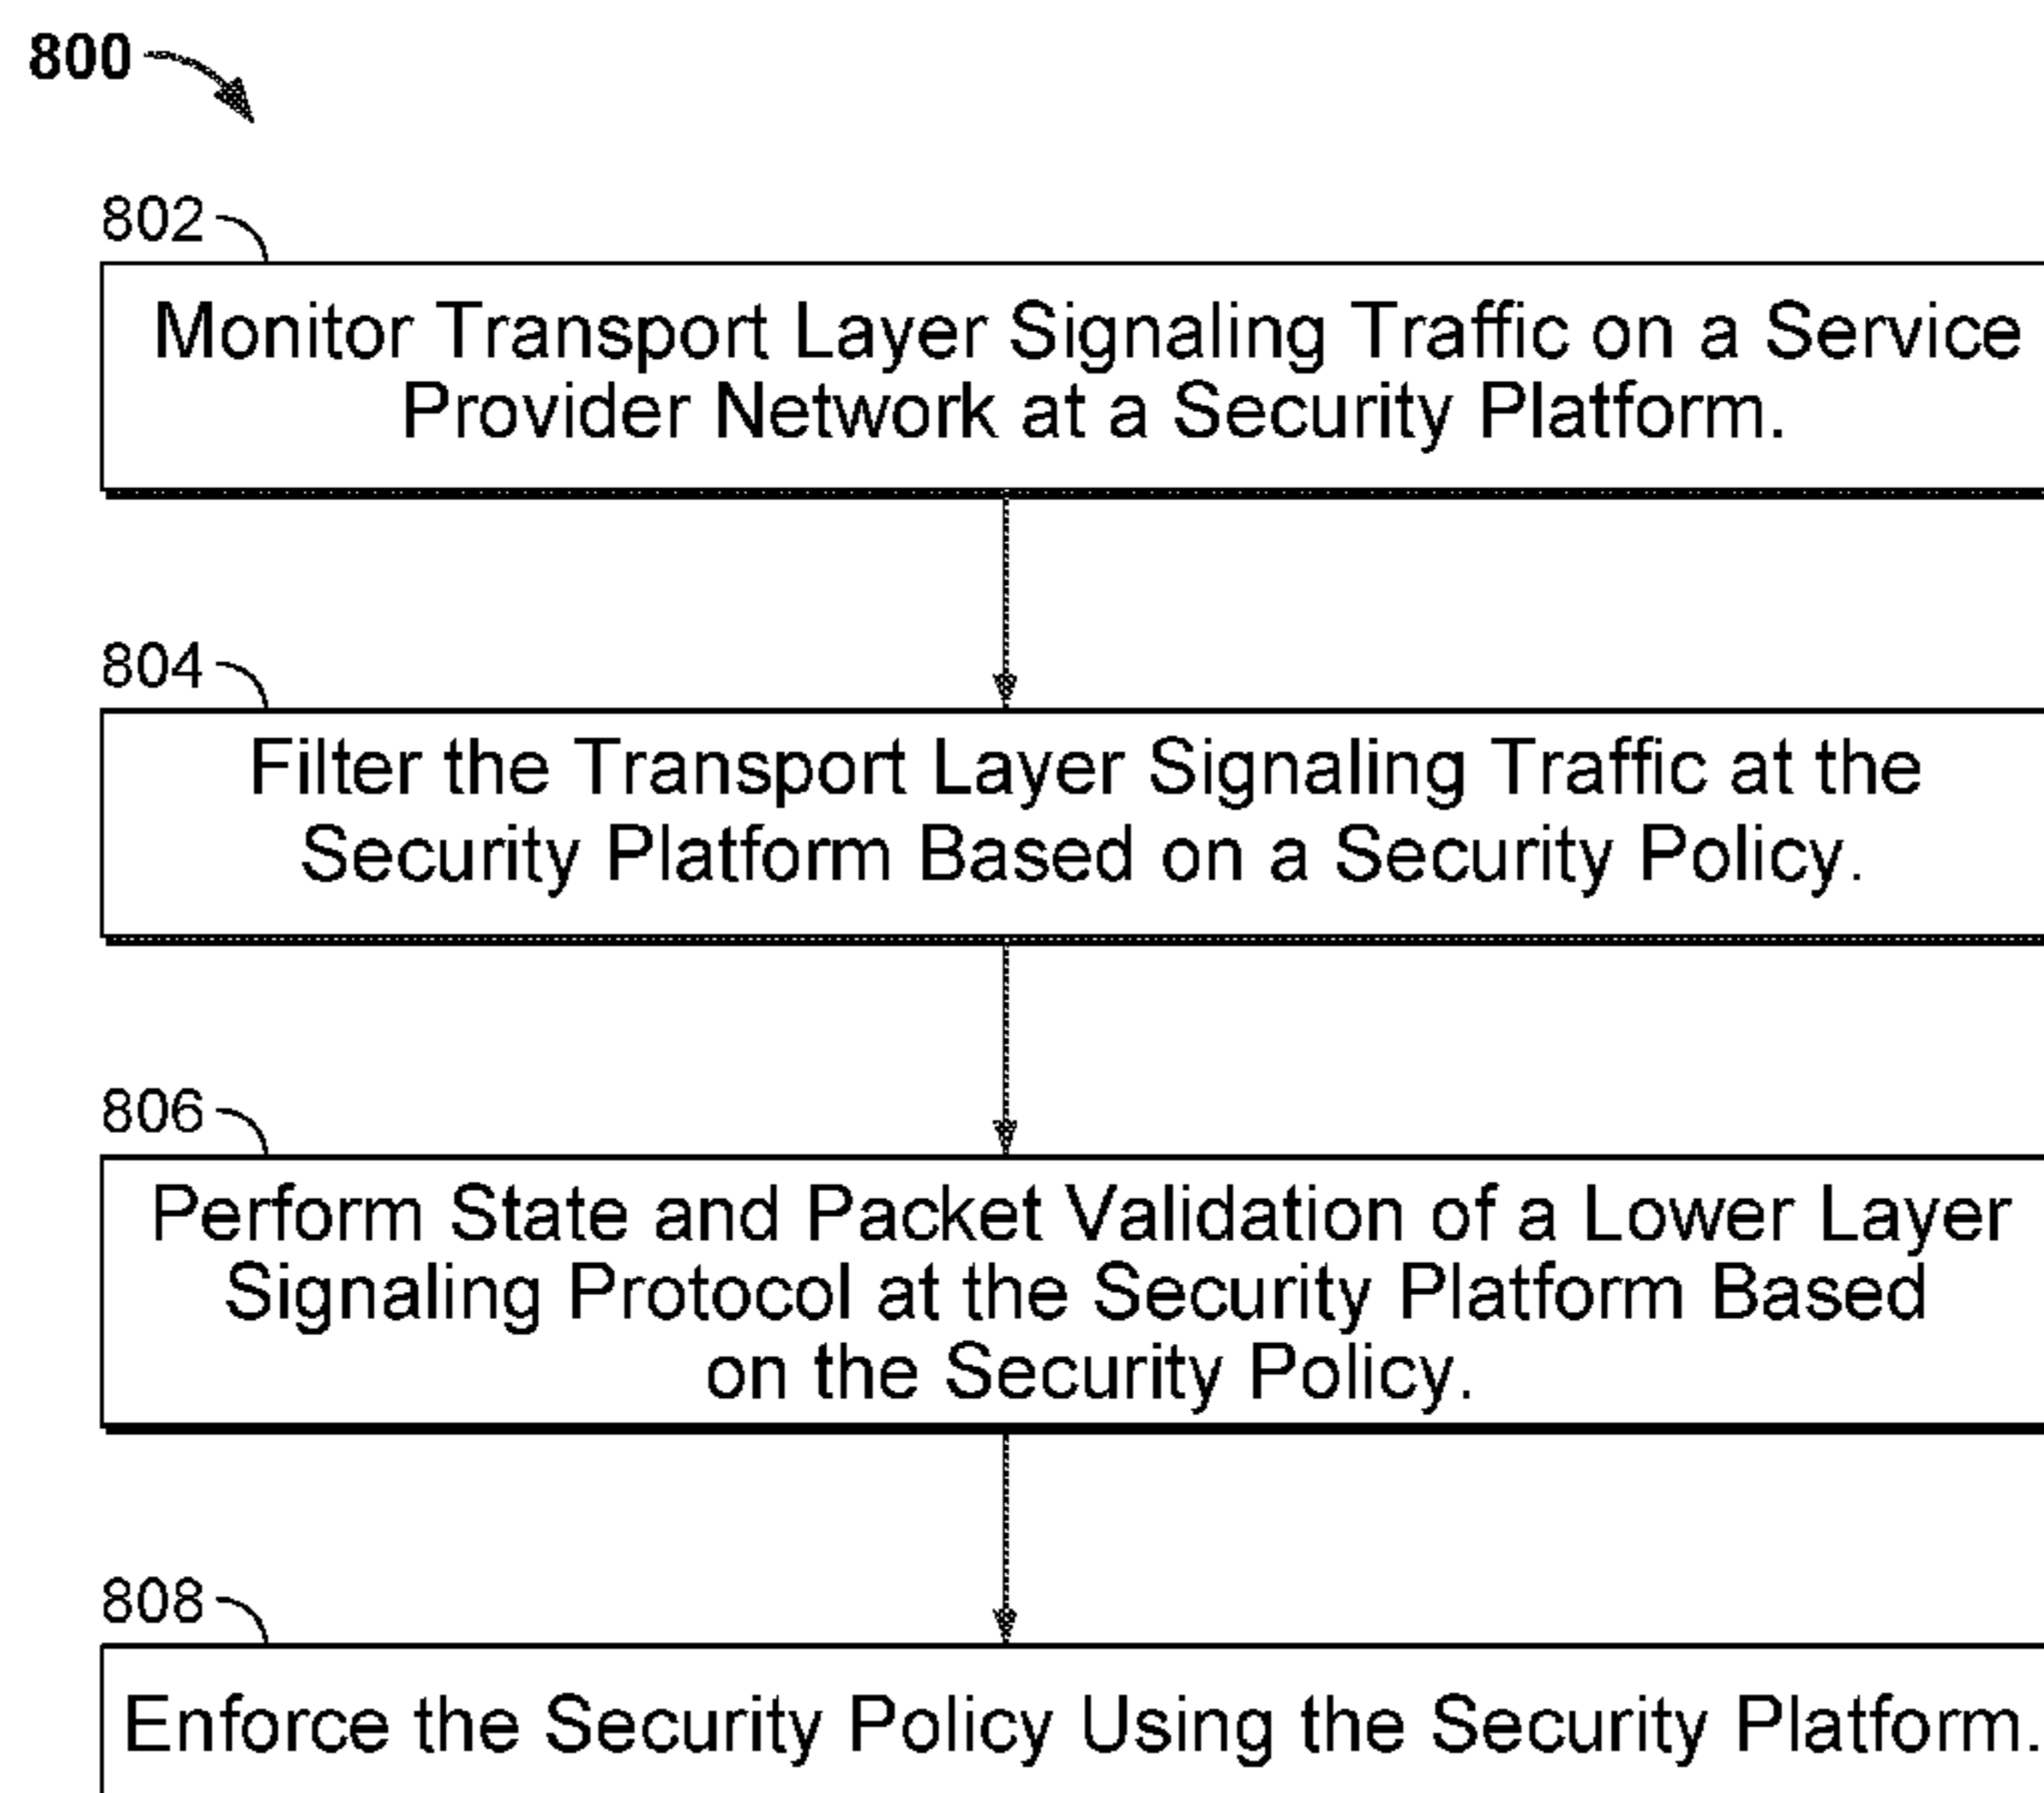 800
802
Monitor Transport Layer Signaling Traffic on a Service
Provider Network at a Security Platform.
804
Filter the Transport Layer Signaling Traffic at the
Security Platform Based on a Security Policy.
806
Perform State and Packet Validation of a Lower Layer
Signaling Protocol at the Security Platform Based
on the Security Policy.
808
Enforce the Security Policy Using the Security Platform.